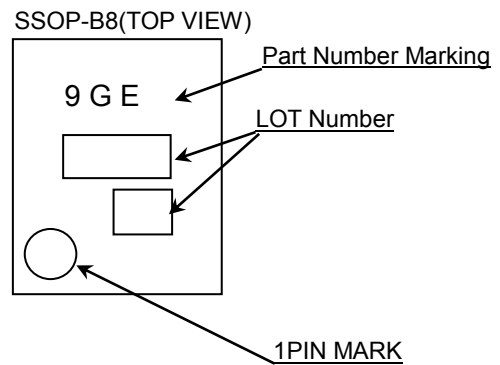 SSOP-B8(TOP VIEW)
Part Number Marking
9 G E
LOT Number
1PIN MARK